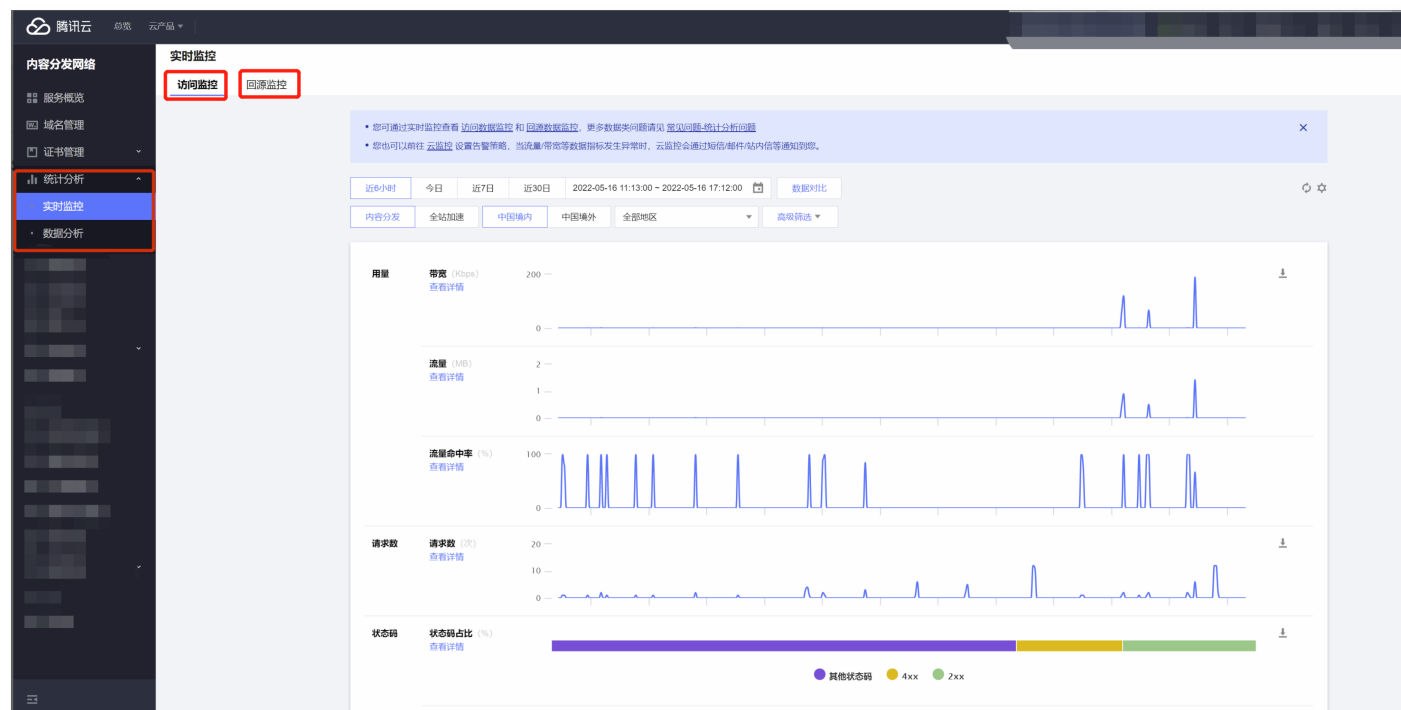 腾讯云 总览 云产品
内容分发网络
服务概览
域名管理
证书管理
统计分析
实时监控
数据分析
实时监控
访问监控 回源监控
• 您可通过实时监控查看 访问数据监控 和 回源数据监控，更多数据类问题请见 常见问题-统计分析问题
• 您也可以前往 云监控 设置告警策略，当流量/带宽等数据指标发生异常时，云监控会通过短信/邮件/站内信等通知到您。
近6小时 今日 近7日 近30日 2022-05-16 11:13:00 ~ 2022-05-16 17:12:00 数据对比
内容分发 全站加速 中国境内 中国境外 全部地区 高级筛选
用量 带宽 (Kbps) 200
查看详情
0
流量 (MB) 2
查看详情
1
0
流量命中率 (%) 100
查看详情
0
请求数 请求数 (次) 20
查看详情
10
0
状态码 状态码占比 (%)
查看详情
其他状态码 4xx 2xx